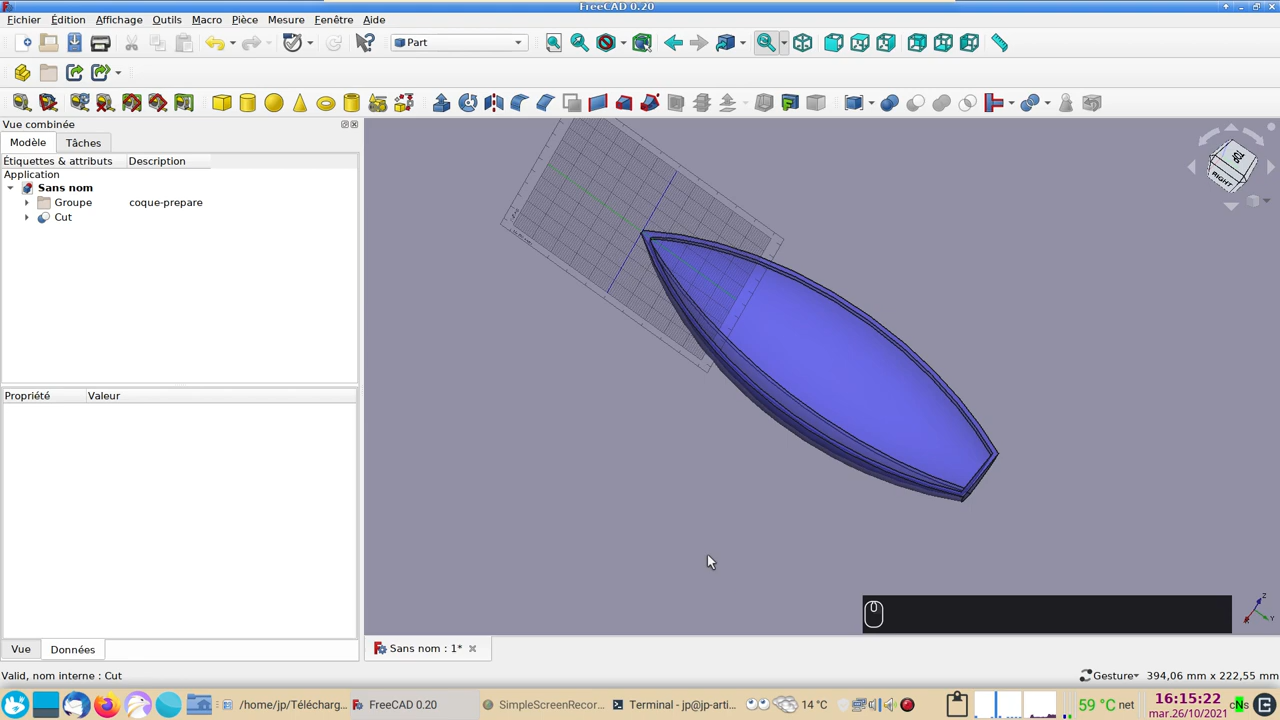 FreeCAD 0.20
Fichier Édition Affichage Outils Macro Pièce Mesure Fenêtre Aide
Part
Vue combinée
Modèle Tâches
Étiquettes & attributs Description
Application
Sans nom
Groupe coque-prepare
Cut
RIGHT
Propriété Valeur
Z
Y
Vue Données
Sans nom : 1*
Valid, nom interne : Cut
Gesture 394,06 mm x 222,55 mm
/home/jp/Télécharg... FreeCAD 0.20 SimpleScreenRecor... Terminal - jp@jp-arti... 14 °C 59 °C net 16:15:22
mar.26/10/2021
cNs